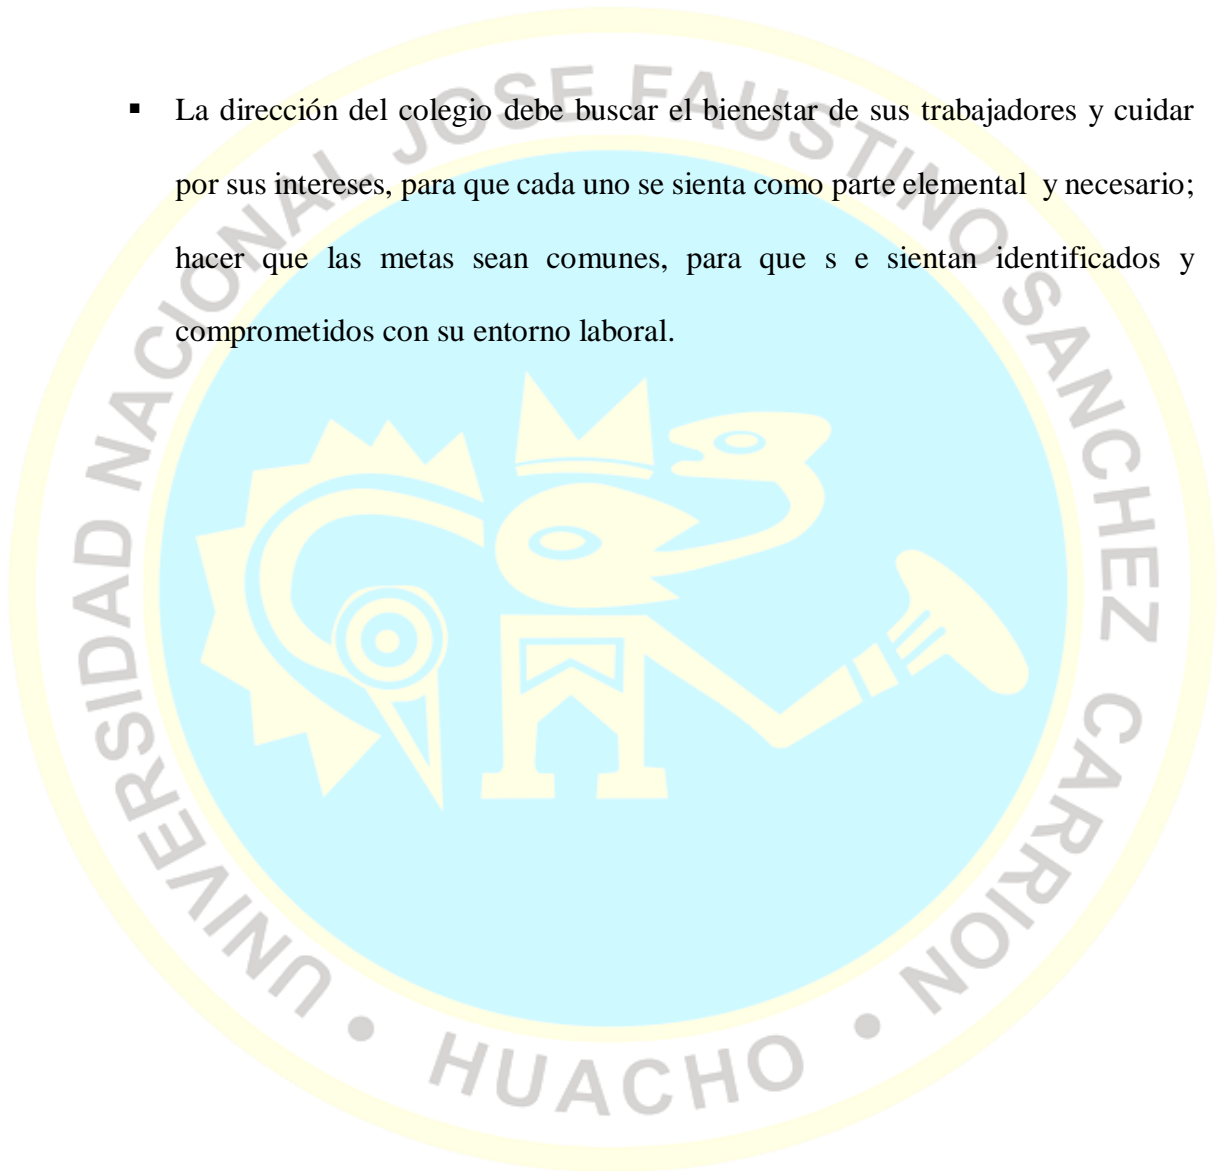 ▪ La dirección del colegio debe buscar el bienestar de sus trabajadores y cuidar
por sus intereses, para que cada uno se sienta como parte elemental y necesario;
hacer que las metas sean comunes, para que s e sientan identificados y
comprometidos con su entorno laboral.
UNIVERSIDAD NACIONAL JOSE FAUSTINO SANCHEZ CARRION
• HUACHO •